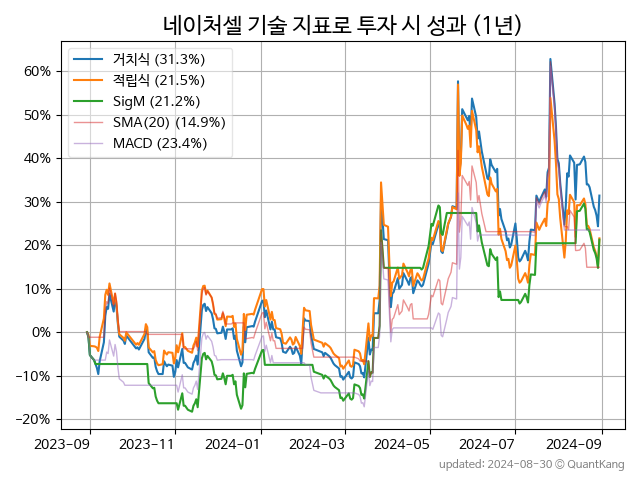 네이처셀 기술 지표로 투자 시 성과 (1년)
거치식 (31.3%)
적립식 (21.5%)
SigM (21.2%)
SMA(20) (14.9%)
MACD (23.4%)
60%
50%
40%
30%
20%
10%
0%
−10%
−20%
2023-09 2023-11 2024-01 2024-03 2024-05 2024-07 2024-09
updated: 2024-08-30 © QuantKang